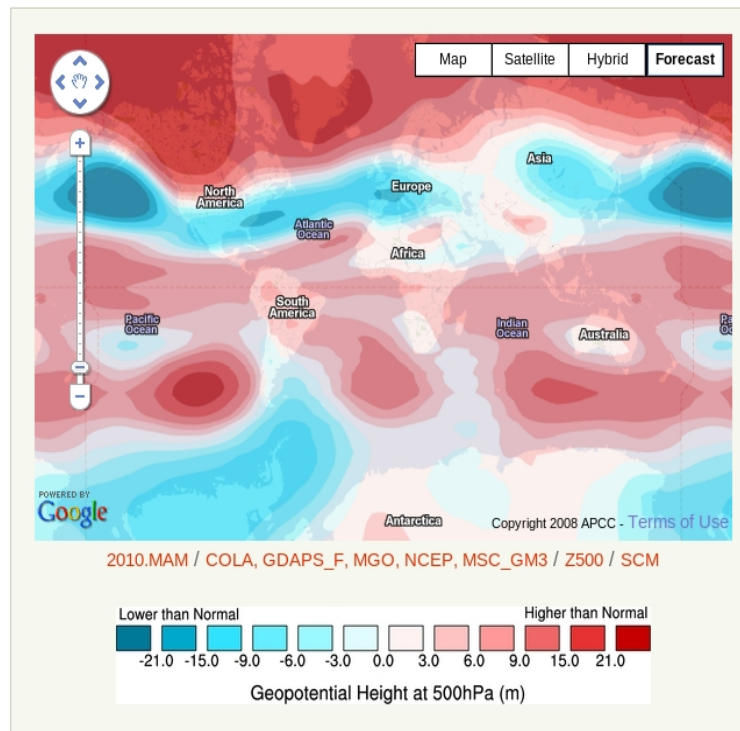 Map Satellite Hybrid Forecast
Asia
North
America
Europe
Atlantic
Ocean
Africa
South
America
Pacific
Ocean
Indian
Ocean
Australia
Pa
Oc
POWERED BY
Google
Antarctica
Copyright 2008 APCC - Terms of Use
2010.MAM / COLA, GDAPS_F, MGO, NCEP, MSC_GM3 / Z500 / SCM
Lower than Normal Higher than Normal
-21.0 -15.0 -9.0 -6.0 -3.0 0.0 3.0 6.0 9.0 15.0 21.0
Geopotential Height at 500hPa (m)